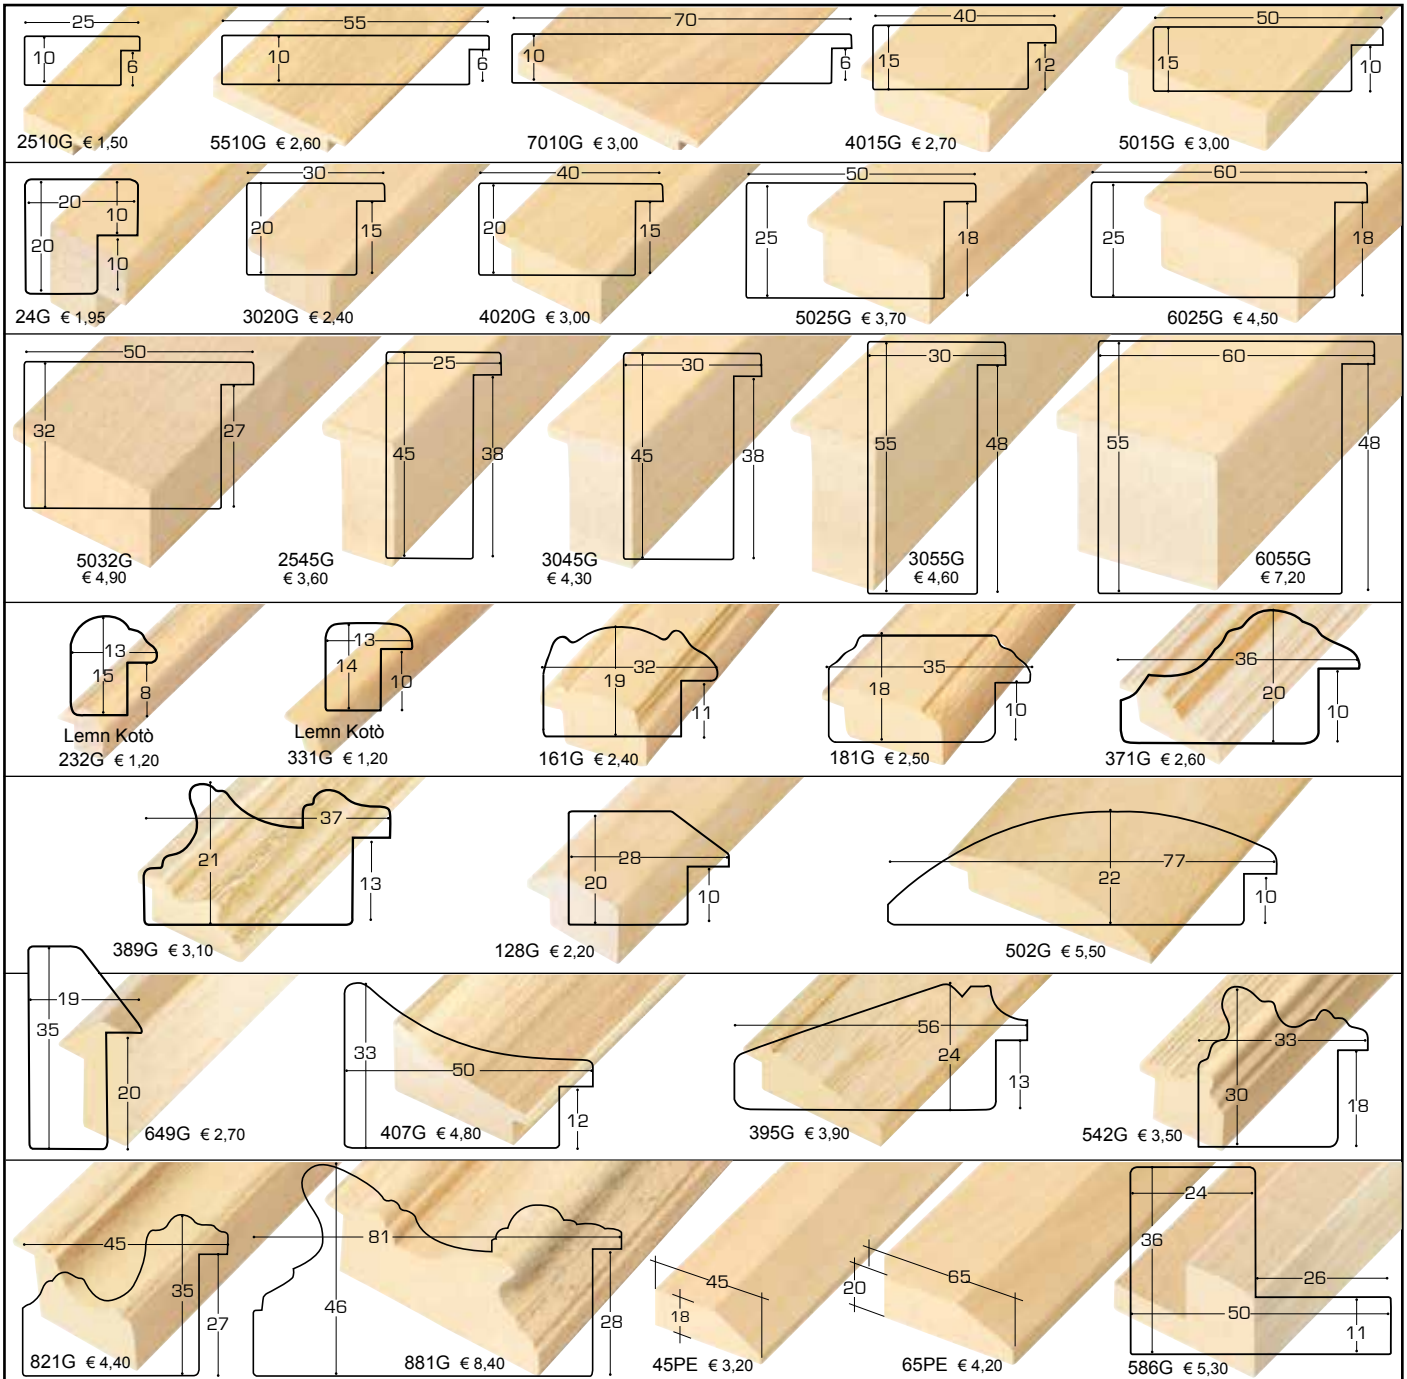 25 55 70 40 50
10 6 10 6 10 6 15 12 15 10
2510G € 1,50 5510G € 2,60 7010G € 3,00 4015G € 2,70 5015G € 3,00
20 30 40 50 60
20 10 10 20 15 20 15 25 18 25 18
24G € 1,95 3020G € 2,40 4020G € 3,00 5025G € 3,70 6025G € 4,50
50 25 30 30 60
32 27 45 38 45 38 55 48 55 48
5032G 2545G 3045G 3055G 6055G
€ 4,90 € 3,60 € 4,30 € 4,60 € 7,20
13 13 32 35 36
15 8 14 10 19 11 18 10 20 10
Lemn Kotò Lemn Kotò
232G € 1,20 331G € 1,20 161G € 2,40 181G € 2,50 371G € 2,60
37 28 77
21 13 20 10 22 10
389G € 3,10 128G € 2,20 502G € 5,50
19 50 56 33
35 20 33 12 24 13 30 18
649G € 2,70 407G € 4,80 395G € 3,90 542G € 3,50
45 81 45 65 24 26 50
35 27 46 28 18 20 36 11
821G € 4,40 881G € 8,40 45PE € 3,20 65PE € 4,20 586G € 5,30